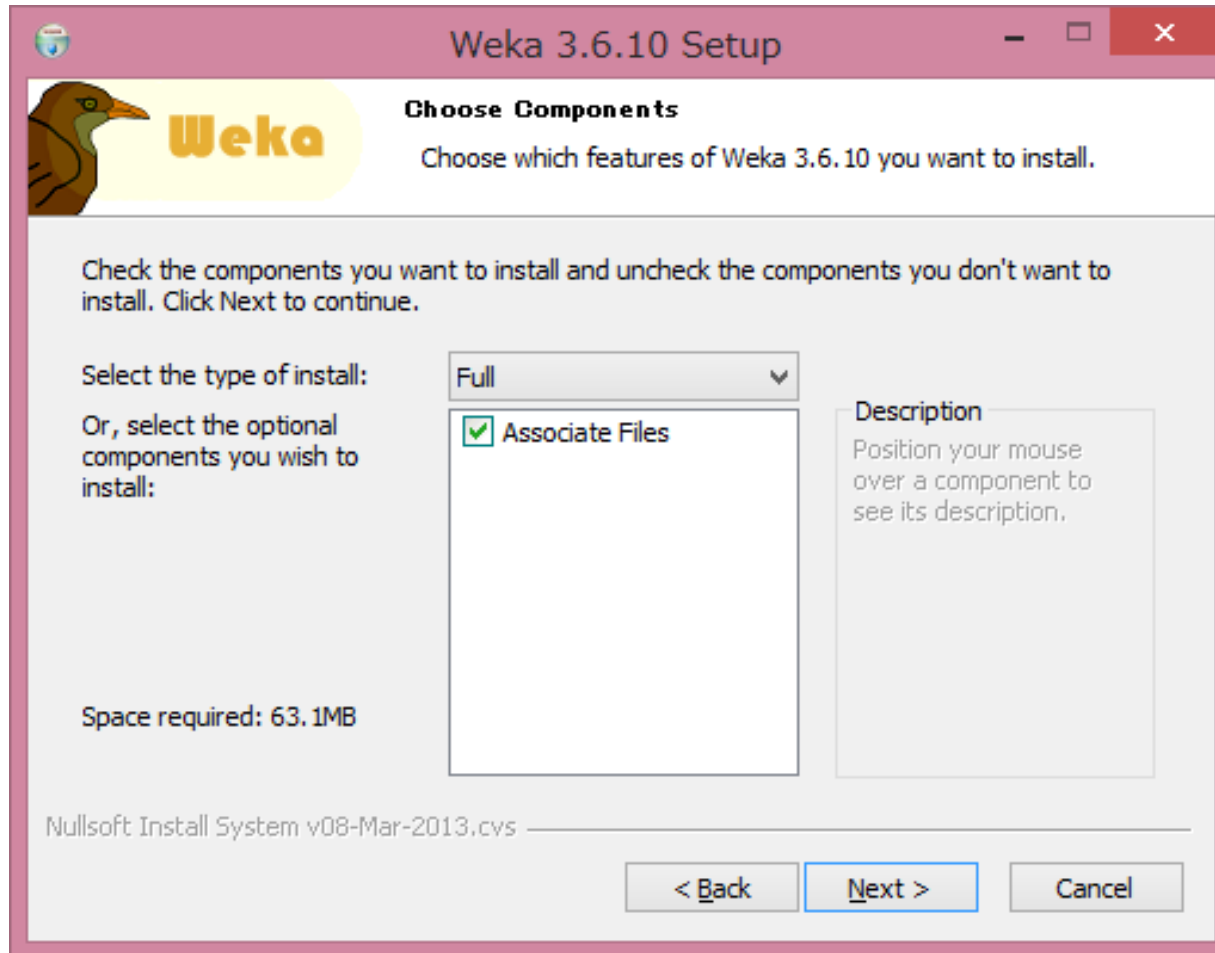 Weka 3.6.10 Setup
Weka
Choose Components
Choose which features of Weka 3.6.10 you want to install.
Check the components you want to install and uncheck the components you don't want to
install. Click Next to continue.
Select the type of install:
Full
Or, select the optional
components you wish to
install:
Associate Files
Description
Position your mouse
over a component to
see its description.
Space required: 63.1MB
Nullsoft Install System v08-Mar-2013.cvs
< Back
Next >
Cancel